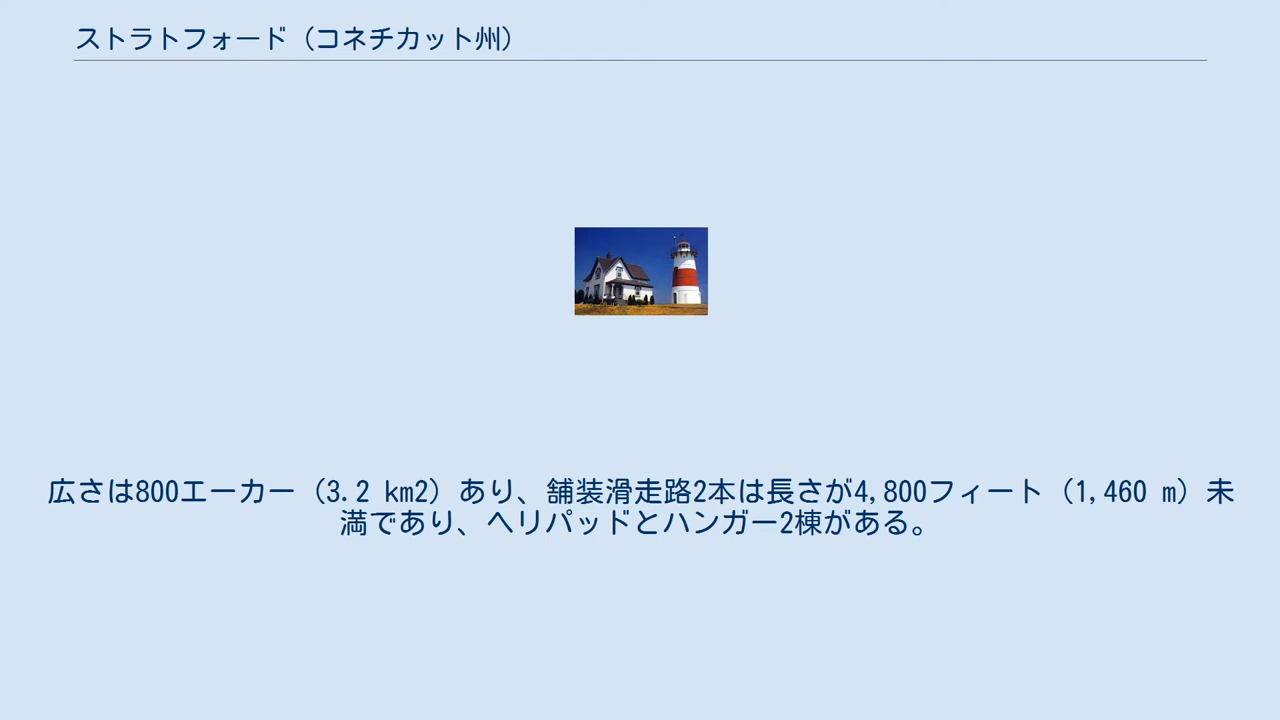 ストラトフォード（コネチカット州）
広さは800エーカー（3.2 km2）あり、舗装滑走路2本は長さが4,800フィート（1,460 m）未
満であり、ヘリパッドとハンガー2棟がある。